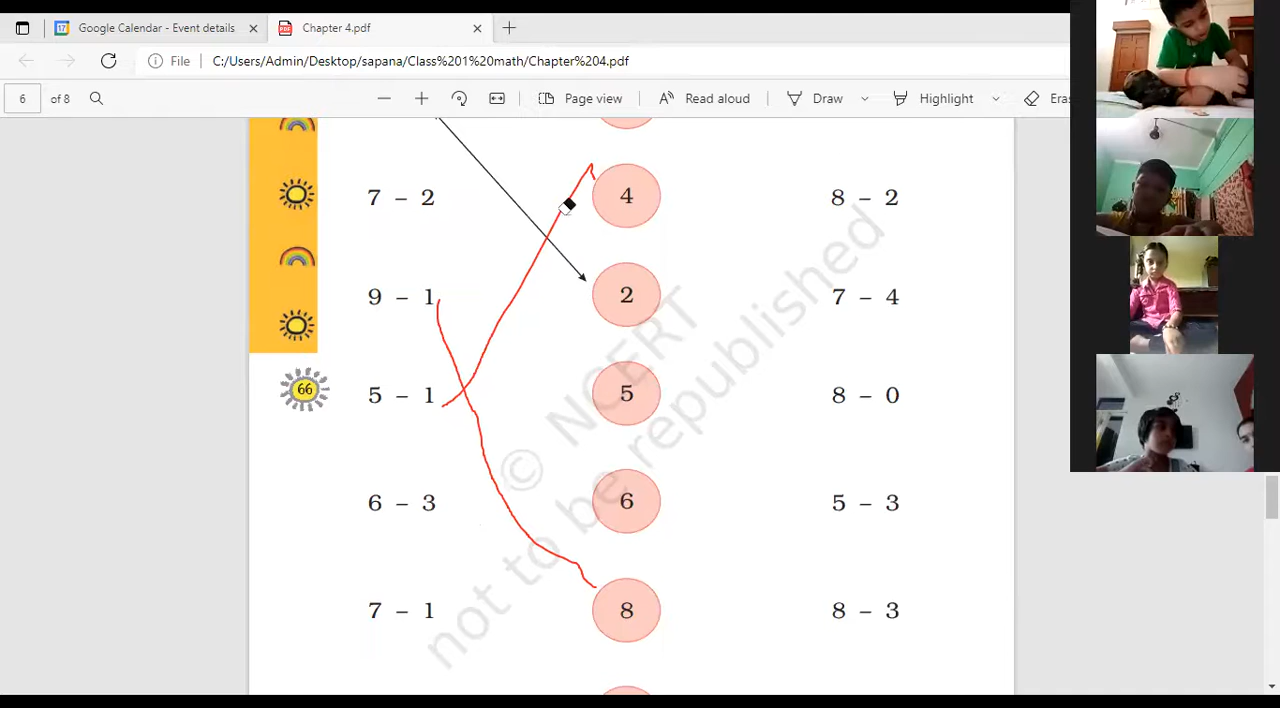 Google Calendar - Event details
Chapter 4.pdf
File C:/Users/Admin/Desktop/sapana/Class%201%20math/Chapter%204.pdf
6 of 8 Page view Read aloud Draw Highlight Eras
7 – 2 4 8 – 2
9 – 1 2 7 – 4
66 5 – 1 5 8 – 0
6 – 3 6 5 – 3
7 – 1 8 8 – 3
© NCERT
not to be republished